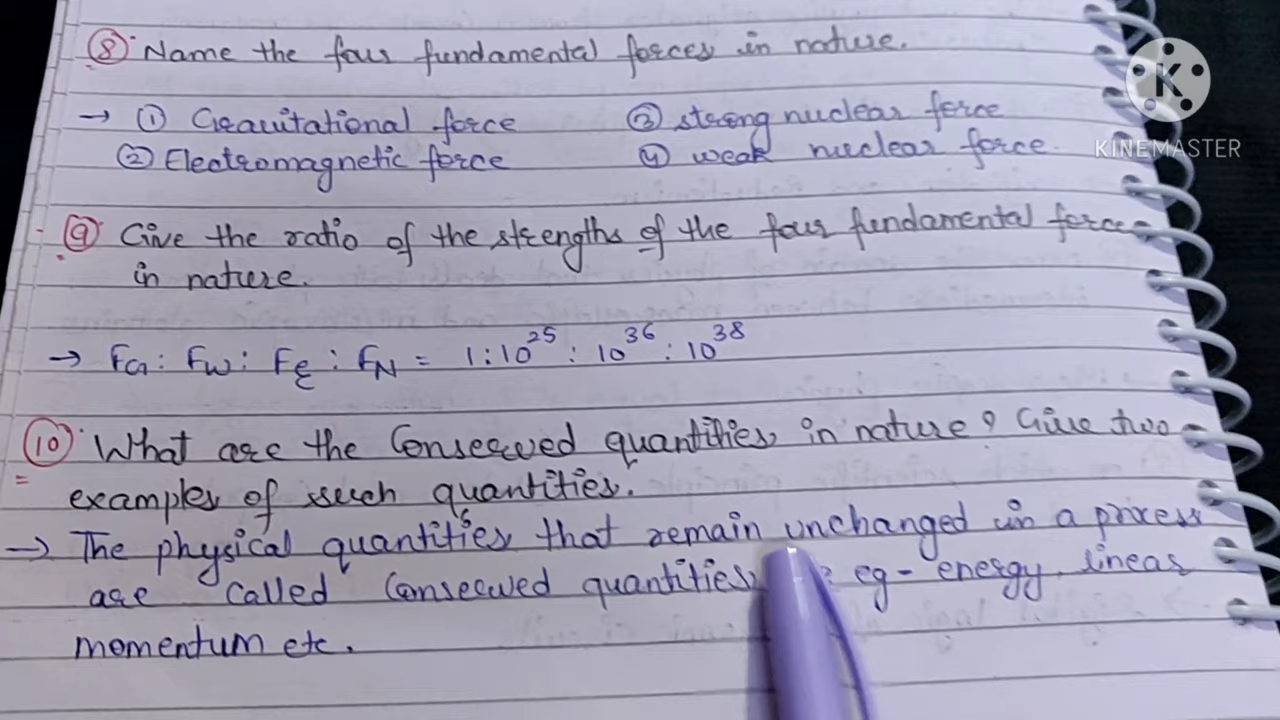 ⑧ Name the four fundamental forces in nature.
→ ① Gravitational force ③ strong nuclear force
② Electromagnetic force ④ weak nuclear force.
KINEMASTER
⑨ Give the ratio of the strengths of the four fundamental force
in nature.
→ FG : FW : FE : FN = 1 : 10^25 : 10^36 : 10^38
⑩ What are the Conserved quantities in nature? Give two
examples of such quantities.
→ The physical quantities that remain unchanged in a process
are called Conserved quantities eg - energy, linear
momentum etc.